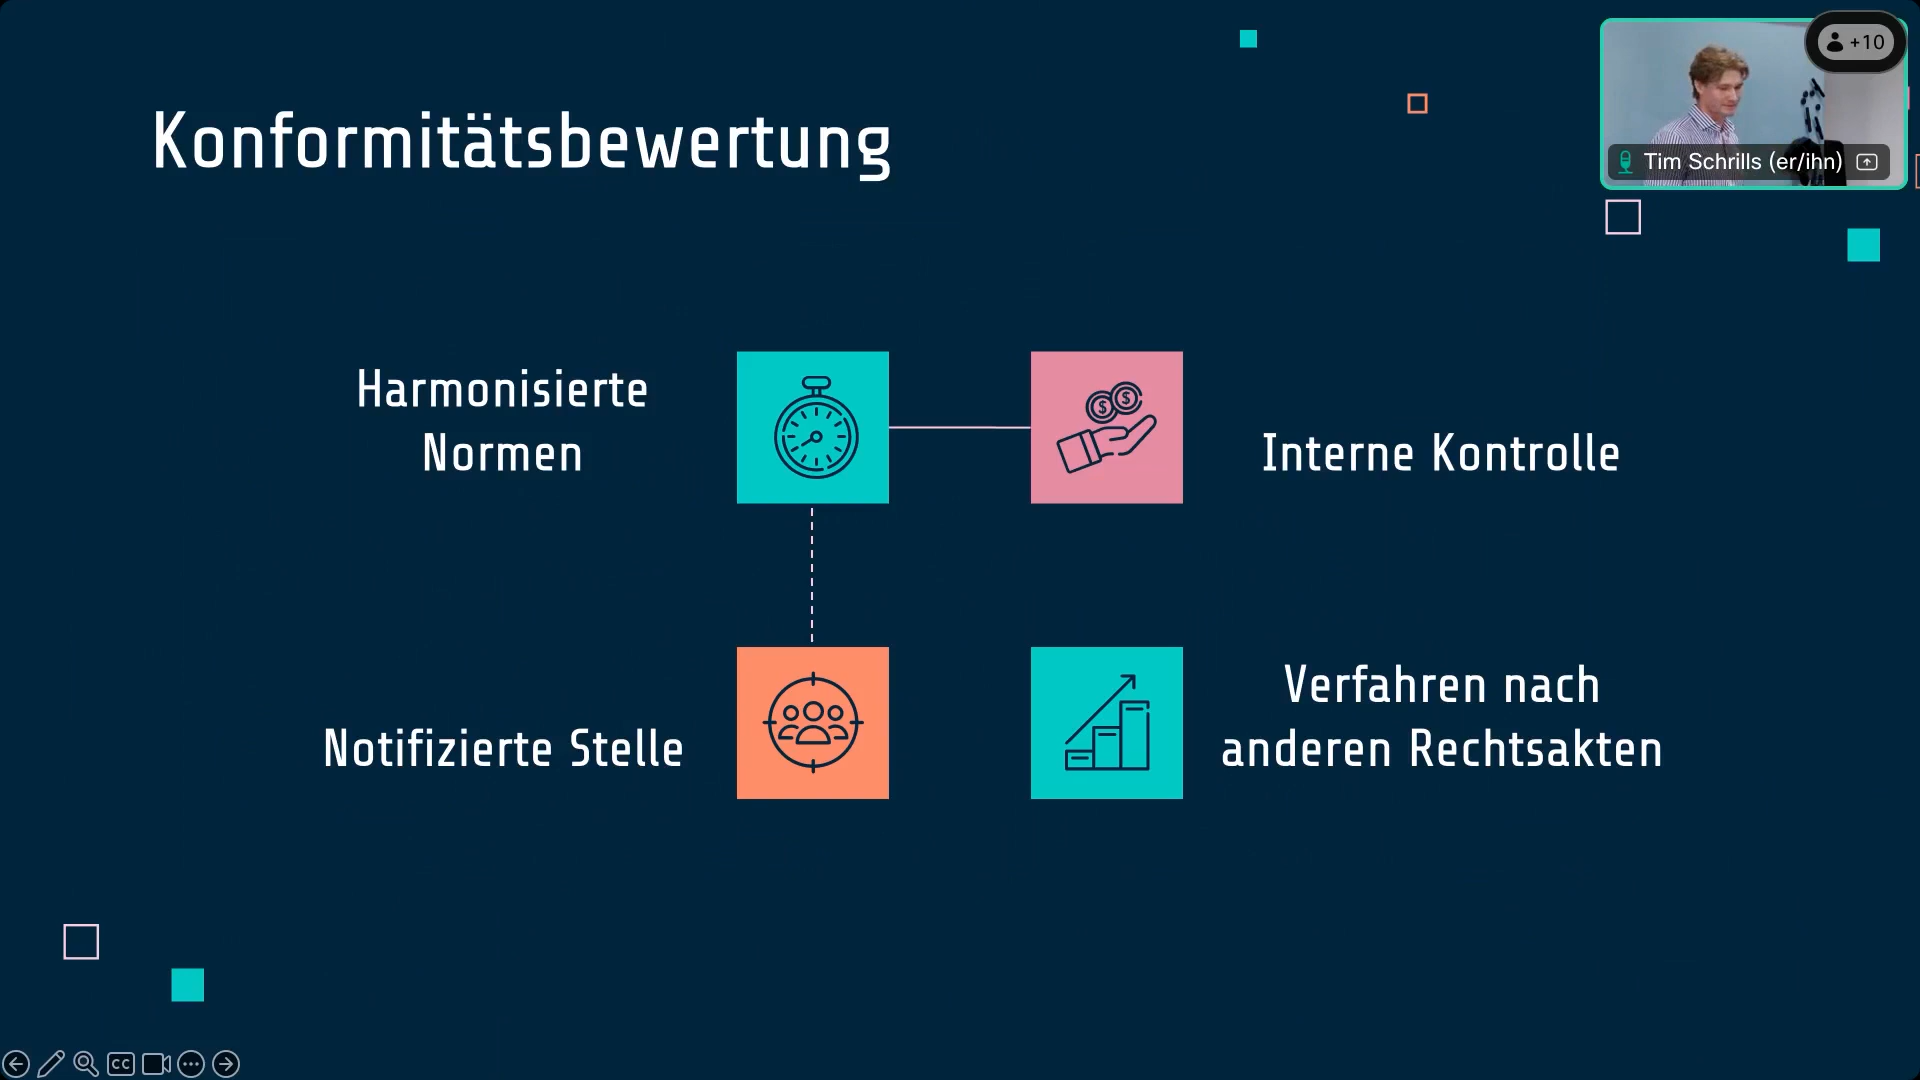 Konformitätsbewertung
+10
Tim Schrills (er/ihn)
Harmonisierte
Normen
$ $
Interne Kontrolle
Notifizierte Stelle
Verfahren nach
anderen Rechtsakten
CC